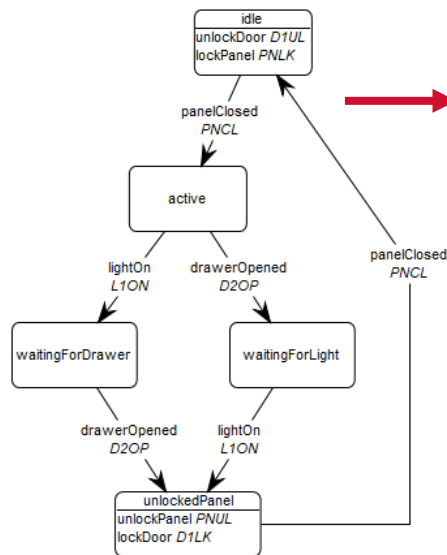 idle
unlockDoor D1UL
lockPanel PNLK
panelClosed
PNCL
active
panelClosed
PNCL
lightOn
L1ON
drawerOpened
D2OP
waitingForDrawer
waitingForLight
drawerOpened
D2OP
lightOn
L1ON
unlockedPanel
unlockPanel PNUL
lockDoor D1LK